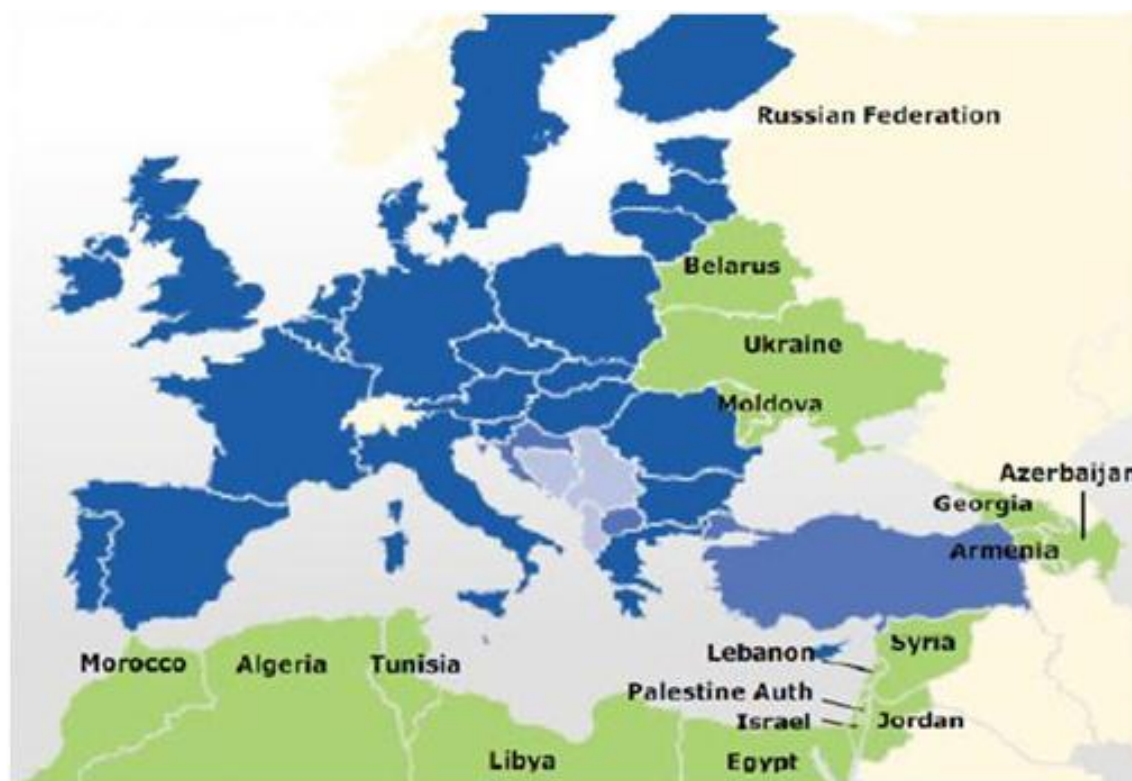 Russian Federation
Belarus
Ukraine
Moldova
Azerbaijan
Georgia
Armenia
Morocco
Algeria
Tunisia
Lebanon
Syria
Palestine Auth
Israel
Jordan
Libya
Egypt